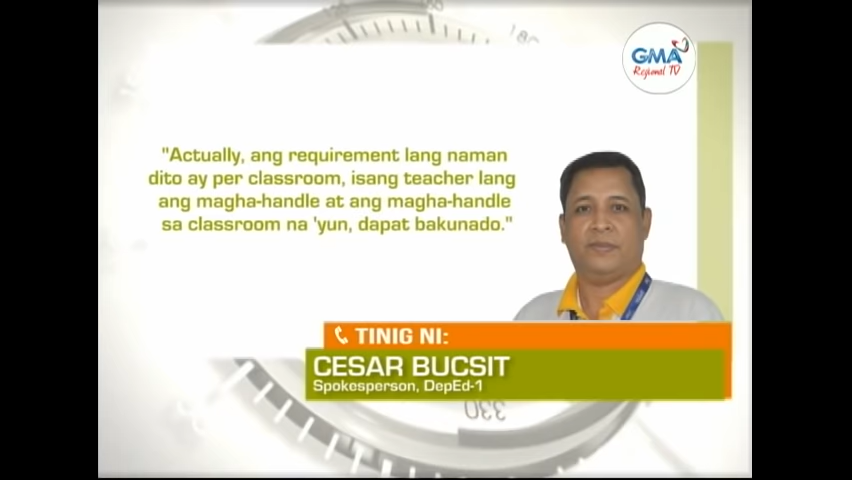 GMA
Regional TV
"Actually, ang requirement lang naman
dito ay per classroom, isang teacher lang
ang magha-handle at ang magha-handle
sa classroom na 'yun, dapat bakunado."
TINIG NI:
CESAR BUCSIT
Spokesperson, DepEd-1
330